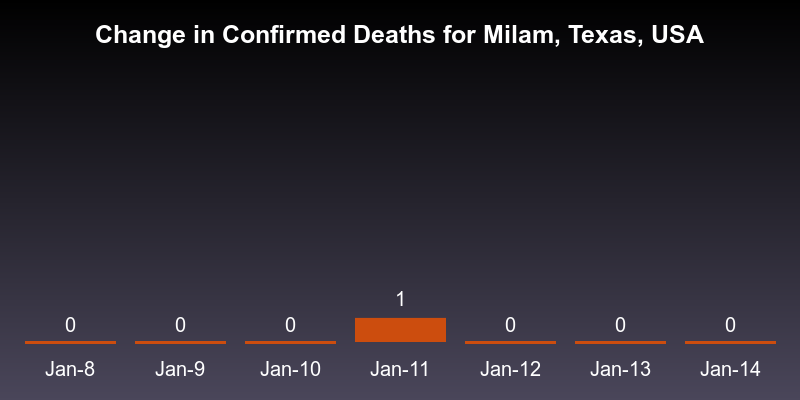 Change in Confirmed Deaths for Milam, Texas, USA
1
0 0 0 0 0 0
Jan-8 Jan-9 Jan-10 Jan-11 Jan-12 Jan-13 Jan-14